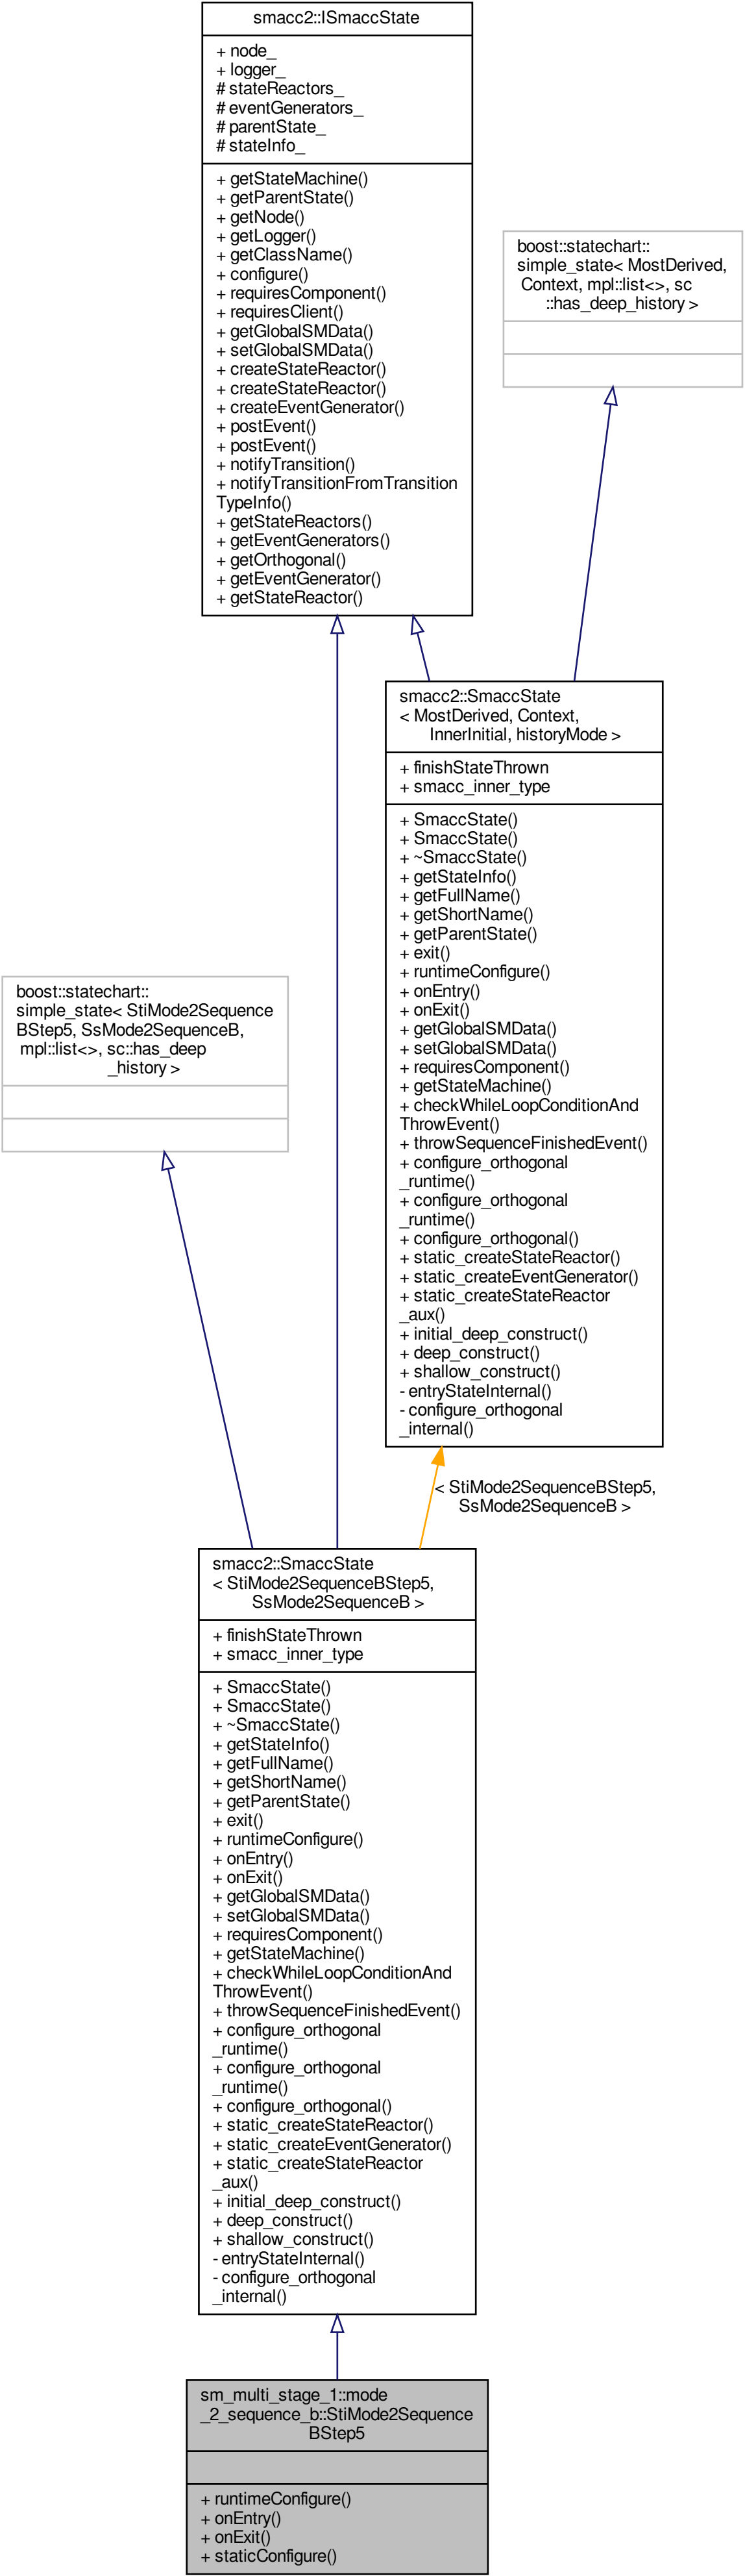 smacc2::ISmaccState
+ node_
+ logger_
# stateReactors_
# eventGenerators_
# parentState_
# stateInfo_
+ getStateMachine()
+ getParentState()
+ getNode()
+ getLogger()
+ getClassName()
+ configure()
+ requiresComponent()
+ requiresClient()
+ getGlobalSMData()
+ setGlobalSMData()
+ createStateReactor()
+ createStateReactor()
+ createEventGenerator()
+ postEvent()
+ postEvent()
+ notifyTransition()
+ notifyTransitionFromTransition
TypeInfo()
+ getStateReactors()
+ getEventGenerators()
+ getOrthogonal()
+ getEventGenerator()
+ getStateReactor()
boost::statechart::
simple_state< MostDerived,
Context, mpl::list<>, sc
::has_deep_history >
smacc2::SmaccState
< MostDerived, Context,
InnerInitial, historyMode >
+ finishStateThrown
+ smacc_inner_type
+ SmaccState()
+ SmaccState()
+ ~SmaccState()
+ getStateInfo()
+ getFullName()
+ getShortName()
+ getParentState()
+ exit()
+ runtimeConfigure()
+ onEntry()
+ onExit()
+ getGlobalSMData()
+ setGlobalSMData()
+ requiresComponent()
+ getStateMachine()
+ checkWhileLoopConditionAnd
ThrowEvent()
+ throwSequenceFinishedEvent()
+ configure_orthogonal
_runtime()
+ configure_orthogonal
_runtime()
+ configure_orthogonal()
+ static_createStateReactor()
+ static_createEventGenerator()
+ static_createStateReactor
_aux()
+ initial_deep_construct()
+ deep_construct()
+ shallow_construct()
- entryStateInternal()
- configure_orthogonal
_internal()
boost::statechart::
simple_state< StiMode2Sequence
BStep5, SsMode2SequenceB,
mpl::list<>, sc::has_deep
_history >
< StiMode2SequenceBStep5,
SsMode2SequenceB >
smacc2::SmaccState
< StiMode2SequenceBStep5,
SsMode2SequenceB >
+ finishStateThrown
+ smacc_inner_type
+ SmaccState()
+ SmaccState()
+ ~SmaccState()
+ getStateInfo()
+ getFullName()
+ getShortName()
+ getParentState()
+ exit()
+ runtimeConfigure()
+ onEntry()
+ onExit()
+ getGlobalSMData()
+ setGlobalSMData()
+ requiresComponent()
+ getStateMachine()
+ checkWhileLoopConditionAnd
ThrowEvent()
+ throwSequenceFinishedEvent()
+ configure_orthogonal
_runtime()
+ configure_orthogonal
_runtime()
+ configure_orthogonal()
+ static_createStateReactor()
+ static_createEventGenerator()
+ static_createStateReactor
_aux()
+ initial_deep_construct()
+ deep_construct()
+ shallow_construct()
- entryStateInternal()
- configure_orthogonal
_internal()
sm_multi_stage_1::mode
_2_sequence_b::StiMode2Sequence
BStep5
+ runtimeConfigure()
+ onEntry()
+ onExit()
+ staticConfigure()